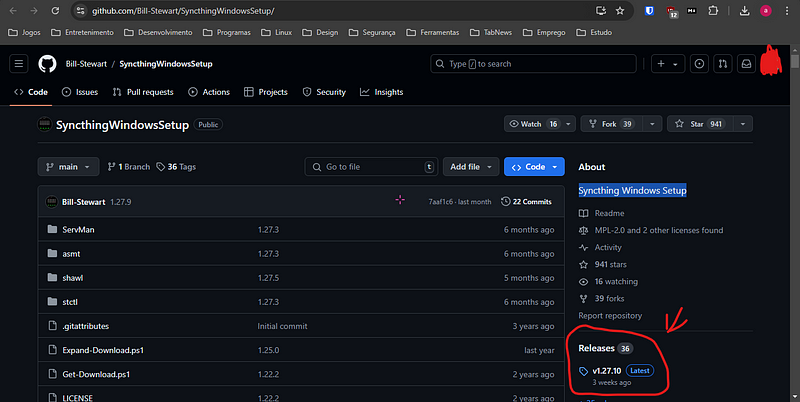 github.com/Bill-Stewart/SyncthingWindowsSetup/
12
a
Jogos Entretenimento Desenvolvimento Programas Linux Design Segurança Ferramentas TabNews Emprego Estudo
Bill-Stewart / SyncthingWindowsSetup
Type / to search
Code Issues Pull requests Actions Projects Security Insights
SyncthingWindowsSetup Public
Watch 16 Fork 39 Star 941
main 1 Branch 36 Tags Go to file t Add file Code
Bill-Stewart 1.27.9 7aaf1c6 · last month 22 Commits
ServMan 1.27.3 6 months ago
asmt 1.27.3 6 months ago
shawl 1.27.5 5 months ago
stctl 1.27.3 6 months ago
.gitattributes Initial commit 3 years ago
Expand-Download.ps1 1.25.0 last year
Get-Download.ps1 1.22.2 2 years ago
LICENSE 1.22.2 2 years ago
About
Syncthing Windows Setup
Readme
MPL-2.0 and 2 other licenses found
Activity
941 stars
16 watching
39 forks
Report repository
Releases 36
v1.27.10 Latest
3 weeks ago